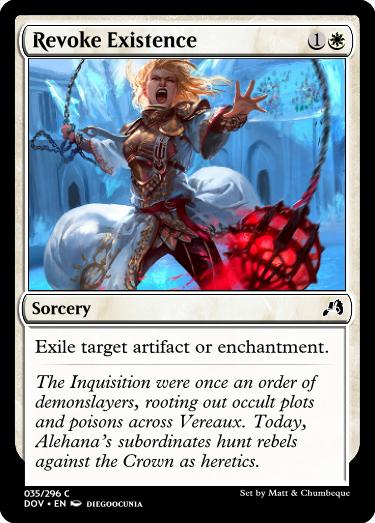 Revoke Existence 1
Sorcery
Exile target artifact or enchantment.
The Inquisition were once an order of
demonslayers, rooting out occult plots
and poisons across Vereaux. Today,
Alehana's subordinates hunt rebels
against the Crown as heretics.
035/296 C
DOV • EN DIEGOOCUNIA
Set by Matt & Chumbeque